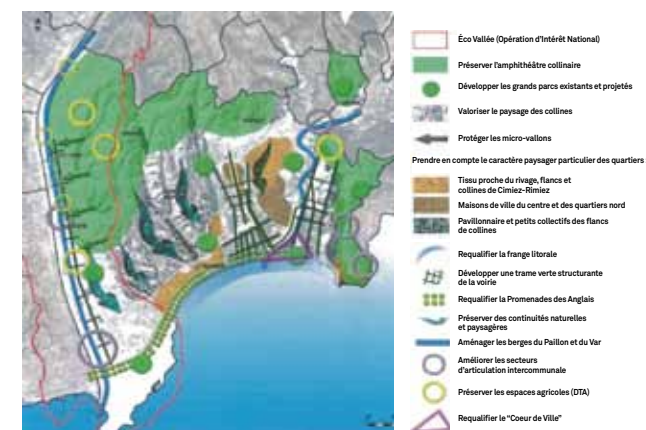 Éco Vallée (Opération d'Intérêt National)
Préserver l'amphithéâtre collinaire
Développer les grands parcs existants et projetés
Valoriser le paysage des collines
Protéger les micro-vallons
Prendre en compte le caractère paysager particulier des quartiers
Tissu proche du rivage, flancs et
collines de Cimiez-Rimiez
Maisons de ville du centre et des quartiers nord
Pavillonnaire et petits collectifs des flancs
de collines
Requalifier la frange litorale
Développer une trame verte structurante
de la voirie
Requalifier la Promenades des Anglais
Préserver des continuités naturelles
et paysagères
Aménager les berges du Paillon et du Var
Améliorer les secteurs
d'articulation intercommunale
Préserver les espaces agricoles (DTA)
Requalifier le "Coeur de Ville"